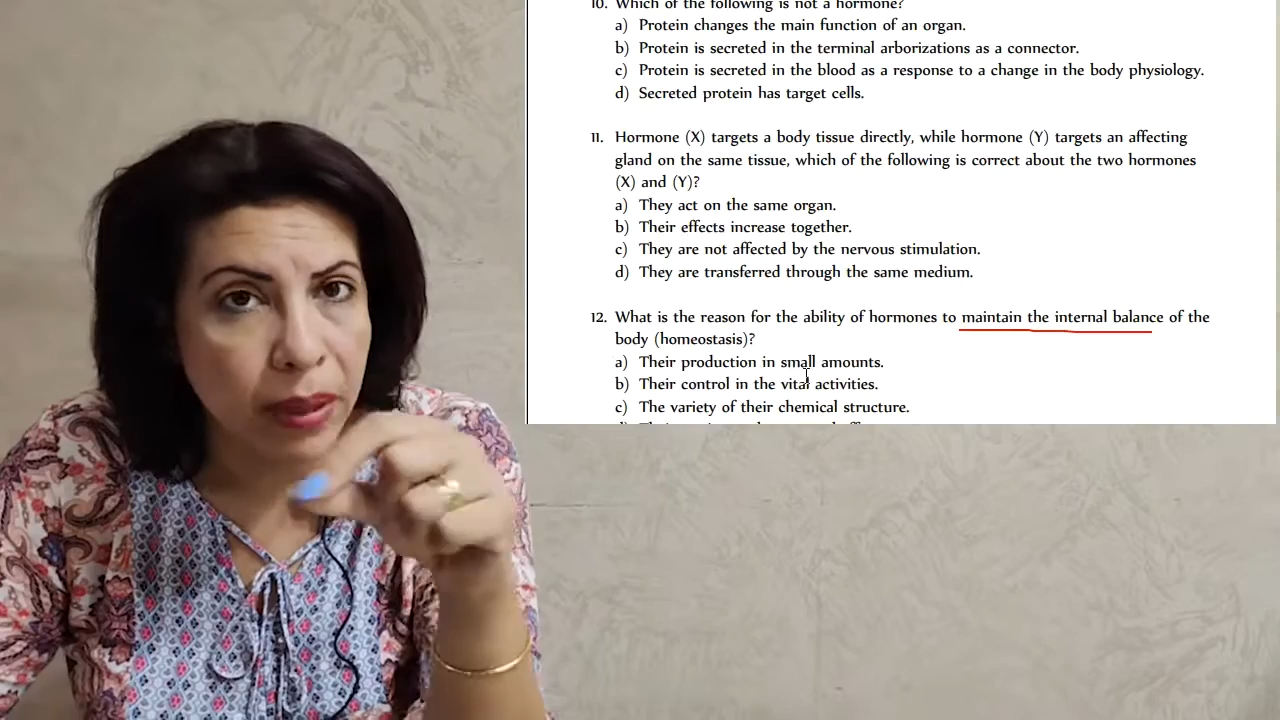 10. Which of the following is not a hormone?
a) Protein changes the main function of an organ.
b) Protein is secreted in the terminal arborizations as a connector.
c) Protein is secreted in the blood as a response to a change in the body physiology.
d) Secreted protein has target cells.
11. Hormone (X) targets a body tissue directly, while hormone (Y) targets an affecting
gland on the same tissue, which of the following is correct about the two hormones
(X) and (Y)?
a) They act on the same organ.
b) Their effects increase together.
c) They are not affected by the nervous stimulation.
d) They are transferred through the same medium.
12. What is the reason for the ability of hormones to maintain the internal balance of the
body (homeostasis)?
a) Their production in small amounts.
b) Their control in the vital activities.
c) The variety of their chemical structure.